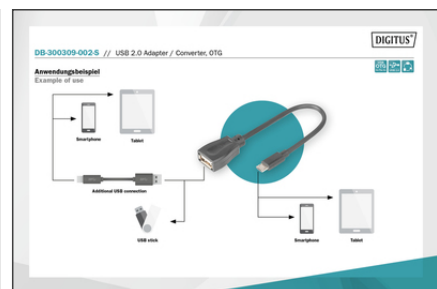 DIGITUS®
DB-300309-002-S // USB 2.0 Adapter / Converter, OTG
Anwendungsbeispiel
Example of use
Smartphone
Tablet
Additional USB connection
USB stick
Smartphone
Tablet